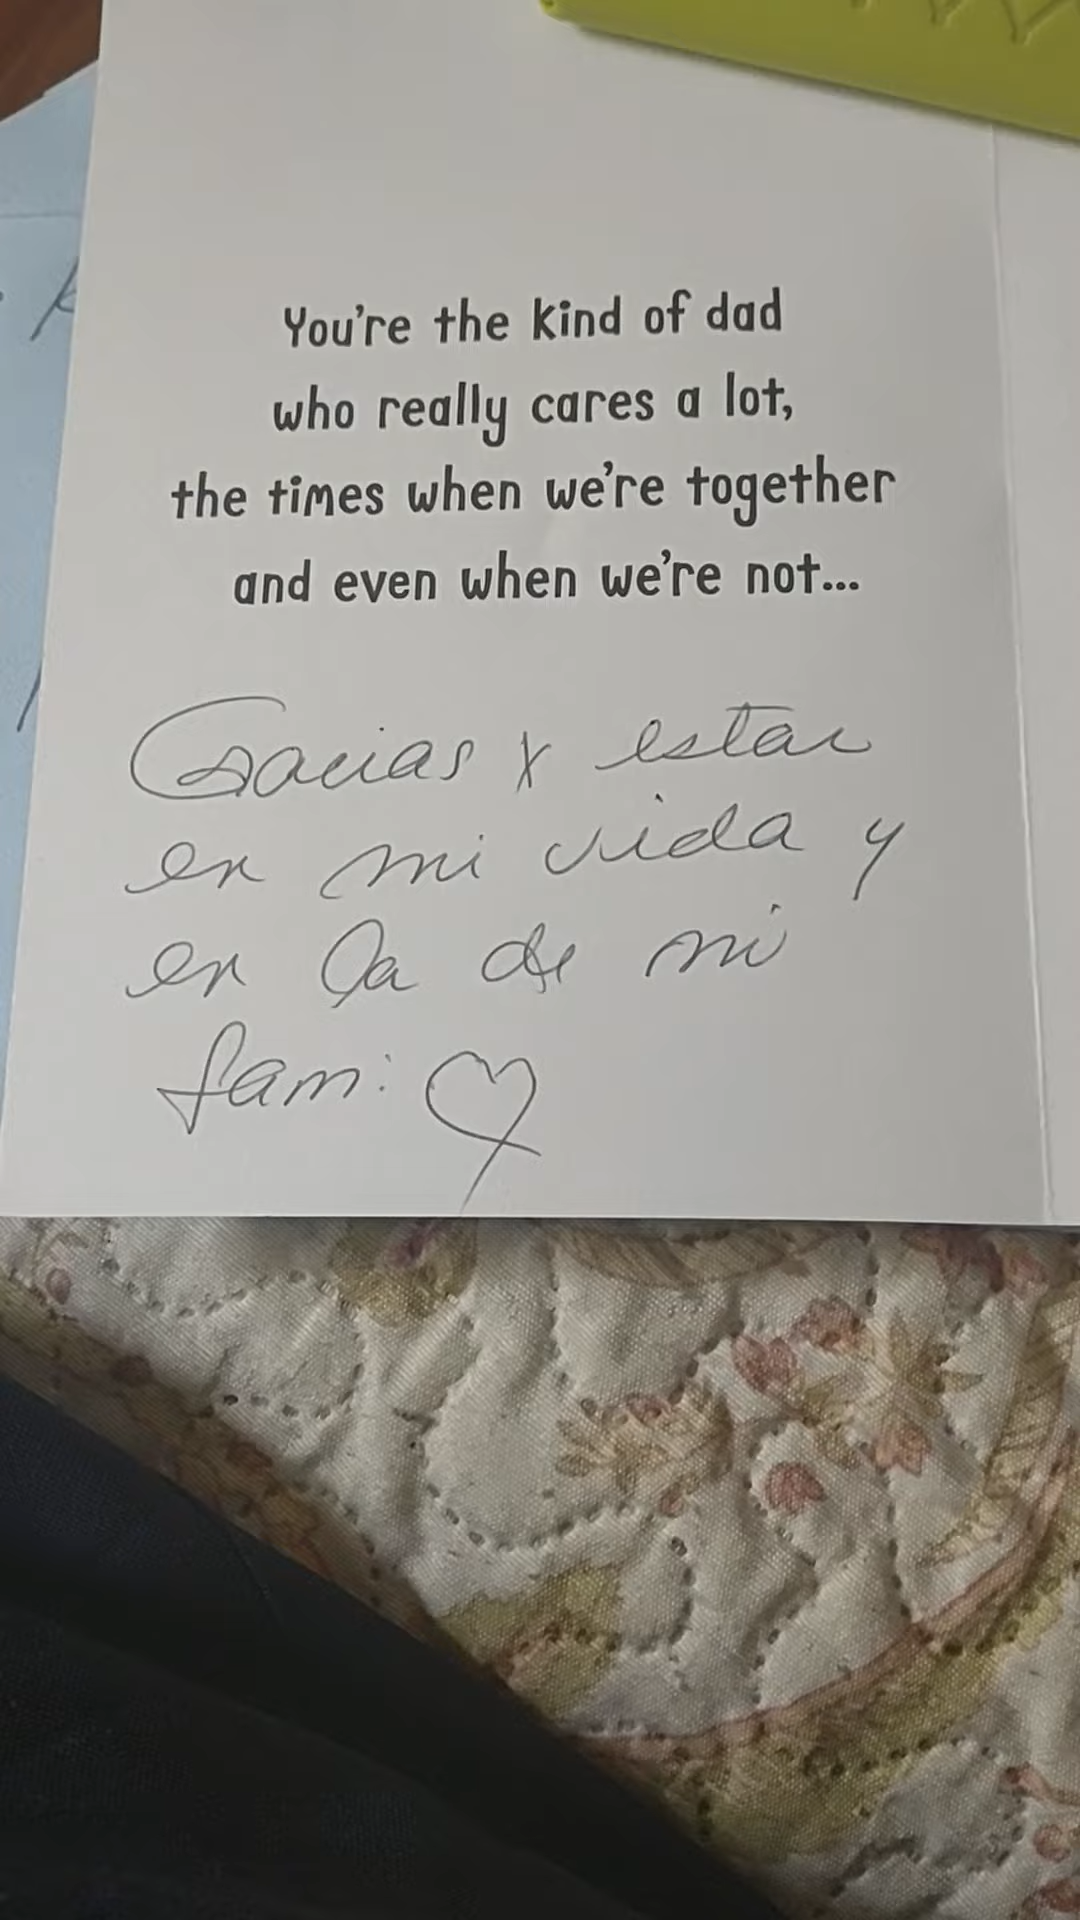 You're the kind of dad
who really cares a lot,
the times when we're together
and even when we're not...
Gracias x estar
en mi vida y
en la de mi
fam: